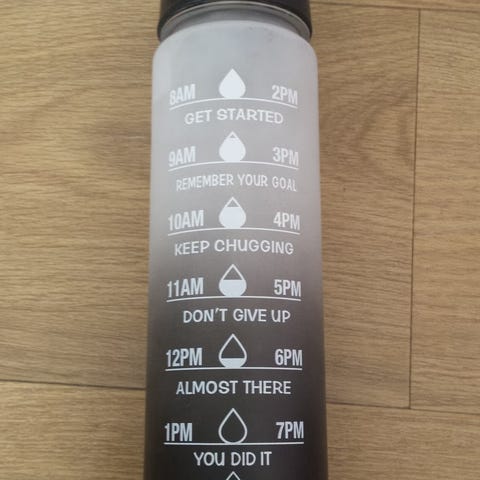 8AM 2PM
GET STARTED
9AM 3PM
REMEMBER YOUR GOAL
10AM 4PM
KEEP CHUGGING
11AM 5PM
DON'T GIVE UP
12PM 6PM
ALMOST THERE
1PM 7PM
YOU DID IT